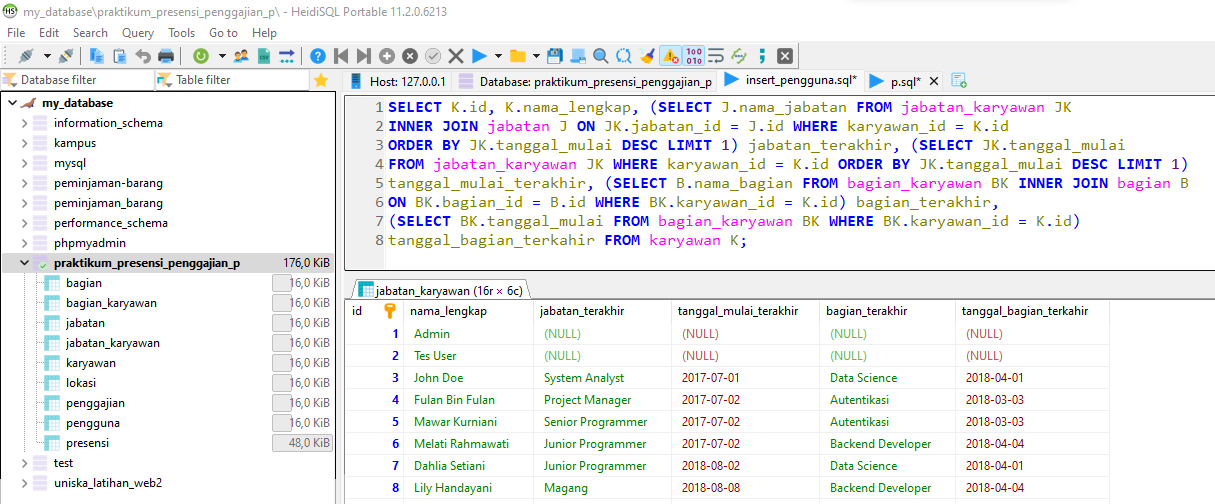 my_database\praktikum_presensi_penggajian_p\ - HeidiSQL Portable 11.2.0.6213
File Edit Search Query Tools Go to Help
Database filter Table filter Host: 127.0.0.1 Database: praktikum_presensi_penggajian_p insert_pengguna.sql* p.sql*
my_database
information_schema
kampus
mysql
peminjaman-barang
peminjaman_barang
performance_schema
phpmyadmin
praktikum_presensi_penggajian_p 176,0 KiB
bagian 16,0 KiB
bagian_karyawan 16,0 KiB
jabatan 16,0 KiB
jabatan_karyawan 16,0 KiB
karyawan 16,0 KiB
lokasi 16,0 KiB
penggajian 16,0 KiB
pengguna 16,0 KiB
presensi 48,0 KiB
test
uniska_latihan_web2
1 SELECT K.id, K.nama_lengkap, (SELECT J.nama_jabatan FROM jabatan_karyawan JK
2 INNER JOIN jabatan J ON JK.jabatan_id = J.id WHERE karyawan_id = K.id
3 ORDER BY JK.tanggal_mulai DESC LIMIT 1) jabatan_terakhir, (SELECT JK.tanggal_mulai
4 FROM jabatan_karyawan JK WHERE karyawan_id = K.id ORDER BY JK.tanggal_mulai DESC LIMIT 1)
5 tanggal_mulai_terakhir, (SELECT B.nama_bagian FROM bagian_karyawan BK INNER JOIN bagian B
6 ON BK.bagian_id = B.id WHERE BK.karyawan_id = K.id) bagian_terakhir,
7 (SELECT BK.tanggal_mulai FROM bagian_karyawan BK WHERE BK.karyawan_id = K.id)
8 tanggal_bagian_terkahir FROM karyawan K;
jabatan_karyawan (16r × 6c)
id nama_lengkap jabatan_terakhir tanggal_mulai_terakhir bagian_terakhir tanggal_bagian_terkahir
1 Admin (NULL) (NULL) (NULL) (NULL)
2 Tes User (NULL) (NULL) (NULL) (NULL)
3 John Doe System Analyst 2017-07-01 Data Science 2018-04-01
4 Fulan Bin Fulan Project Manager 2017-07-02 Autentikasi 2018-03-03
5 Mawar Kurniani Senior Programmer 2017-07-02 Autentikasi 2018-03-03
6 Melati Rahmawati Junior Programmer 2017-07-02 Backend Developer 2018-04-04
7 Dahlia Setiani Junior Programmer 2018-08-02 Data Science 2018-04-01
8 Lily Handayani Magang 2018-08-08 Backend Developer 2018-04-04